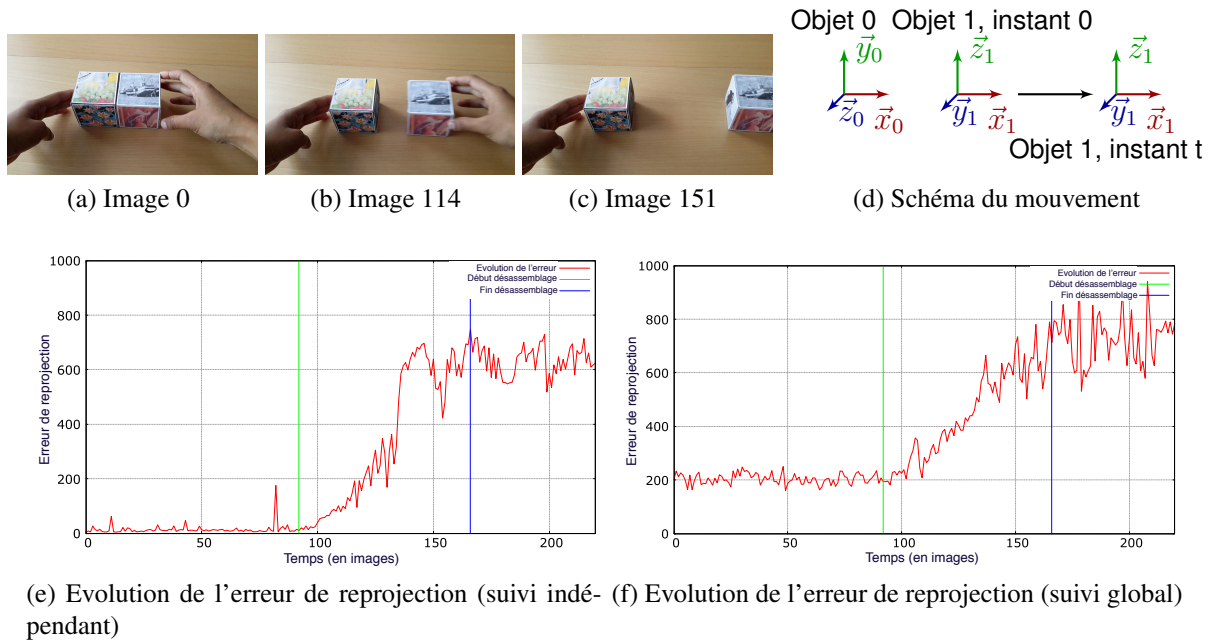 Objet 0
Objet 1, instant 0
y⃗0
z⃗1
z⃗1
z⃗0
x⃗0
y⃗1
x⃗1
y⃗1
x⃗1
Objet 1, instant t
(a) Image 0
(b) Image 114
(c) Image 151
(d) Schéma du mouvement
1000
800
600
400
200
0
0
50
100
150
200
Erreur de reprojection
Temps (en images)
Evolution de l'erreur
Début désassemblage
Fin désassemblage
1000
800
600
400
200
0
0
50
100
150
200
Erreur de reprojection
Temps (en images)
Evolution de l'erreur
Début désassemblage
Fin désassemblage
(e) Evolution de l'erreur de reprojection (suivi indé-
pendant)
(f) Evolution de l'erreur de reprojection (suivi global)